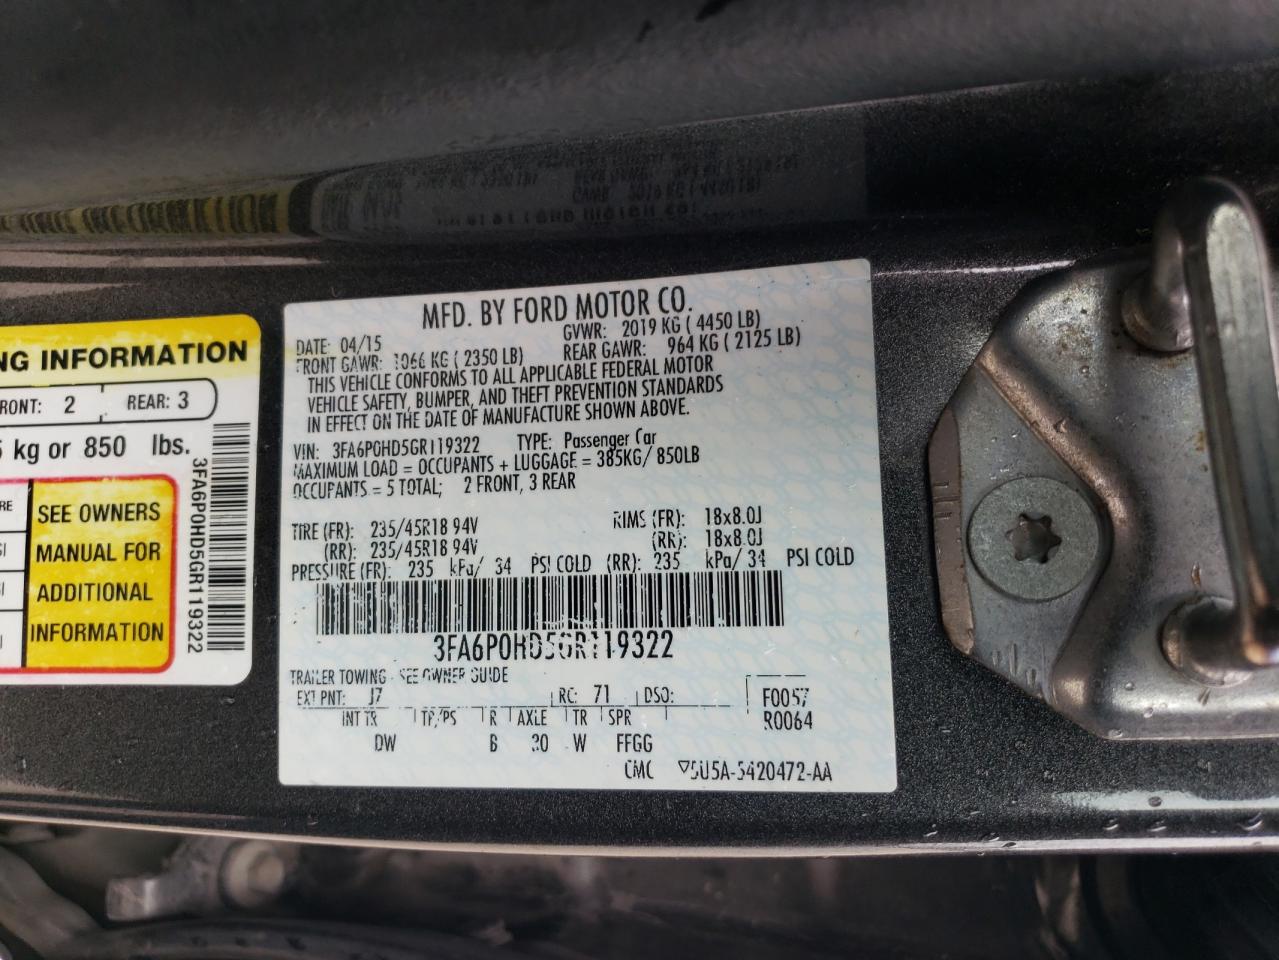 NG INFORMATION
RONT: 2 REAR: 3
5 kg or 850 lbs.
SEE OWNERS
MANUAL FOR
ADDITIONAL
INFORMATION
3FA6P0HD5GR119322
MFD. BY FORD MOTOR CO.
DATE: 04/15 GVWR: 2019 KG ( 4450 LB)
FRONT GAWR: 1066 KG ( 2350 LB) REAR GAWR: 964 KG ( 2125 LB)
THIS VEHICLE CONFORMS TO ALL APPLICABLE FEDERAL MOTOR
VEHICLE SAFETY, BUMPER, AND THEFT PREVENTION STANDARDS
IN EFFECT ON THE DATE OF MANUFACTURE SHOWN ABOVE.
VIN: 3FA6P0HD5GR119322 TYPE: Passenger Car
MAXIMUM LOAD = OCCUPANTS + LUGGAGE = 385KG/ 850LB
OCCUPANTS = 5 TOTAL; 2 FRONT, 3 REAR
TIRE (FR): 235/45R18 94V RIMS (FR): 18x8.0J
(RR): 235/45R18 94V (RR): 18x8.0J
PRESSURE (FR): 235 kPa/ 34 PSI COLD (RR): 235 kPa/ 34 PSI COLD
3FA6P0HD5GR119322
TRAILER TOWING - SEE OWNER GUIDE
EXT PNT: J7 RC: 71 DSO: F0057
INT TR TP/PS R AXLE TR SPR R0064
DW B 30 W FFGG
CMC ▽5U5A-5420472-AA